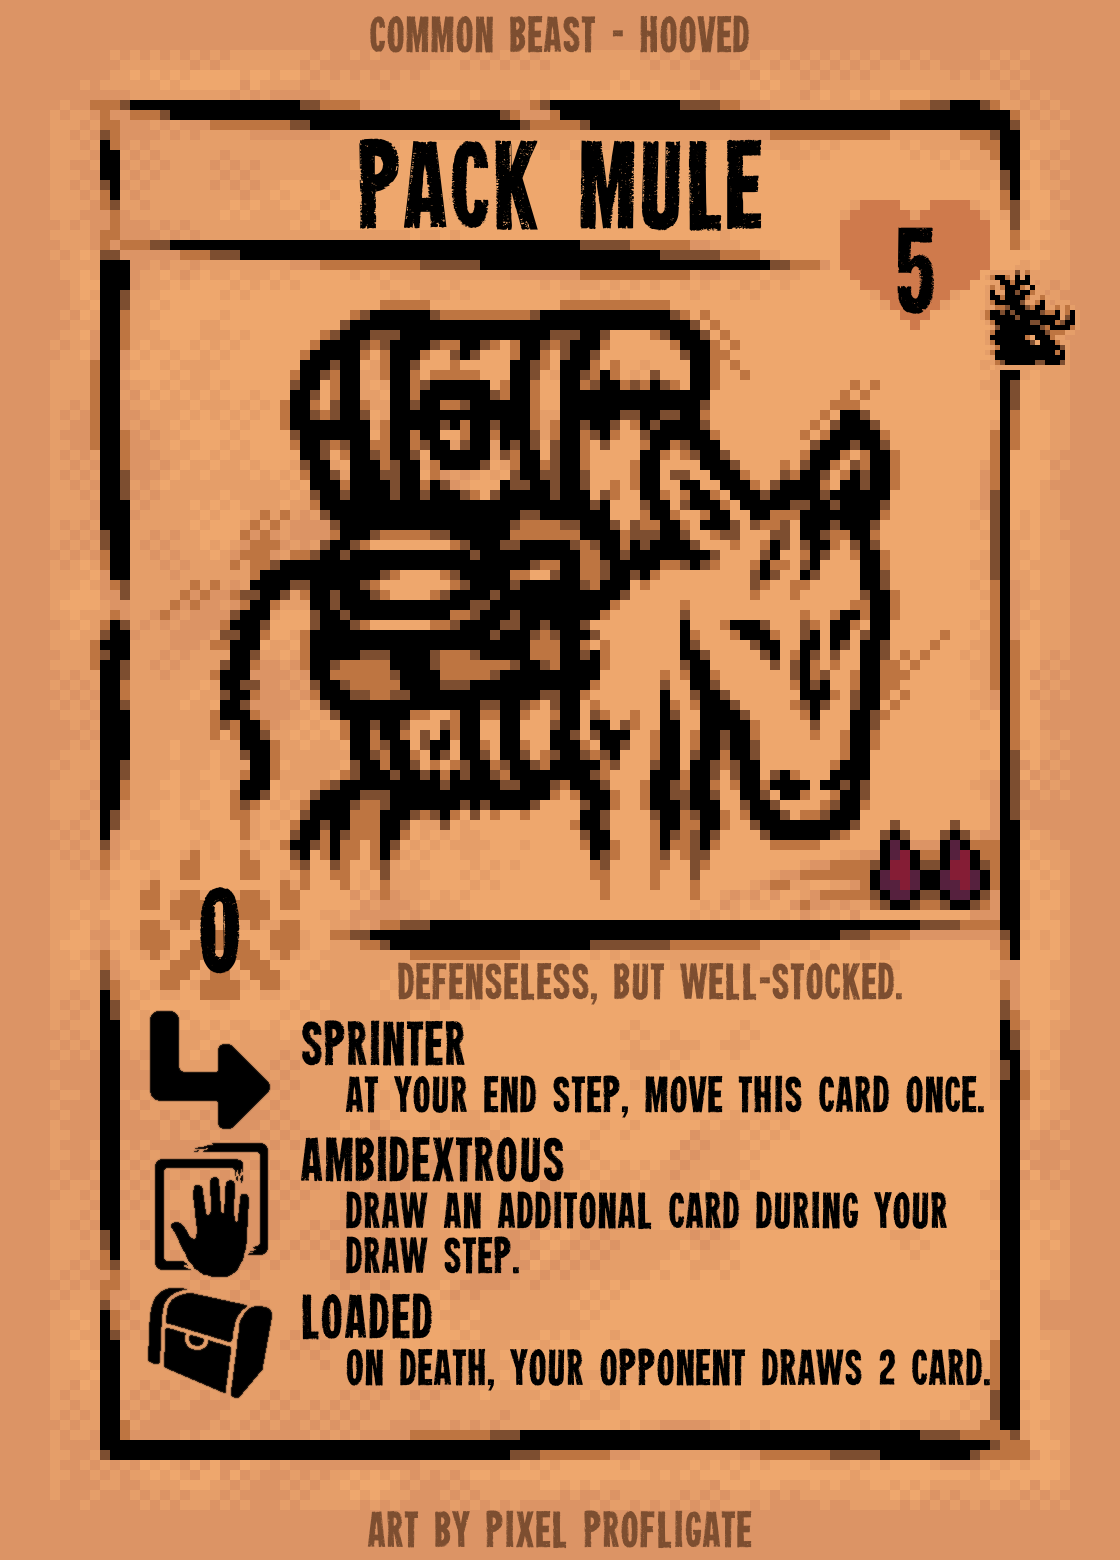 COMMON BEAST - HOOVED
PACK MULE
5
0
DEFENSELESS, BUT WELL-STOCKED.
SPRINTER
AT YOUR END STEP, MOVE THIS CARD ONCE.
AMBIDEXTROUS
DRAW AN ADDITONAL CARD DURING YOUR
DRAW STEP.
LOADED
ON DEATH, YOUR OPPONENT DRAWS 2 CARD.
ART BY PIXEL PROFLIGATE